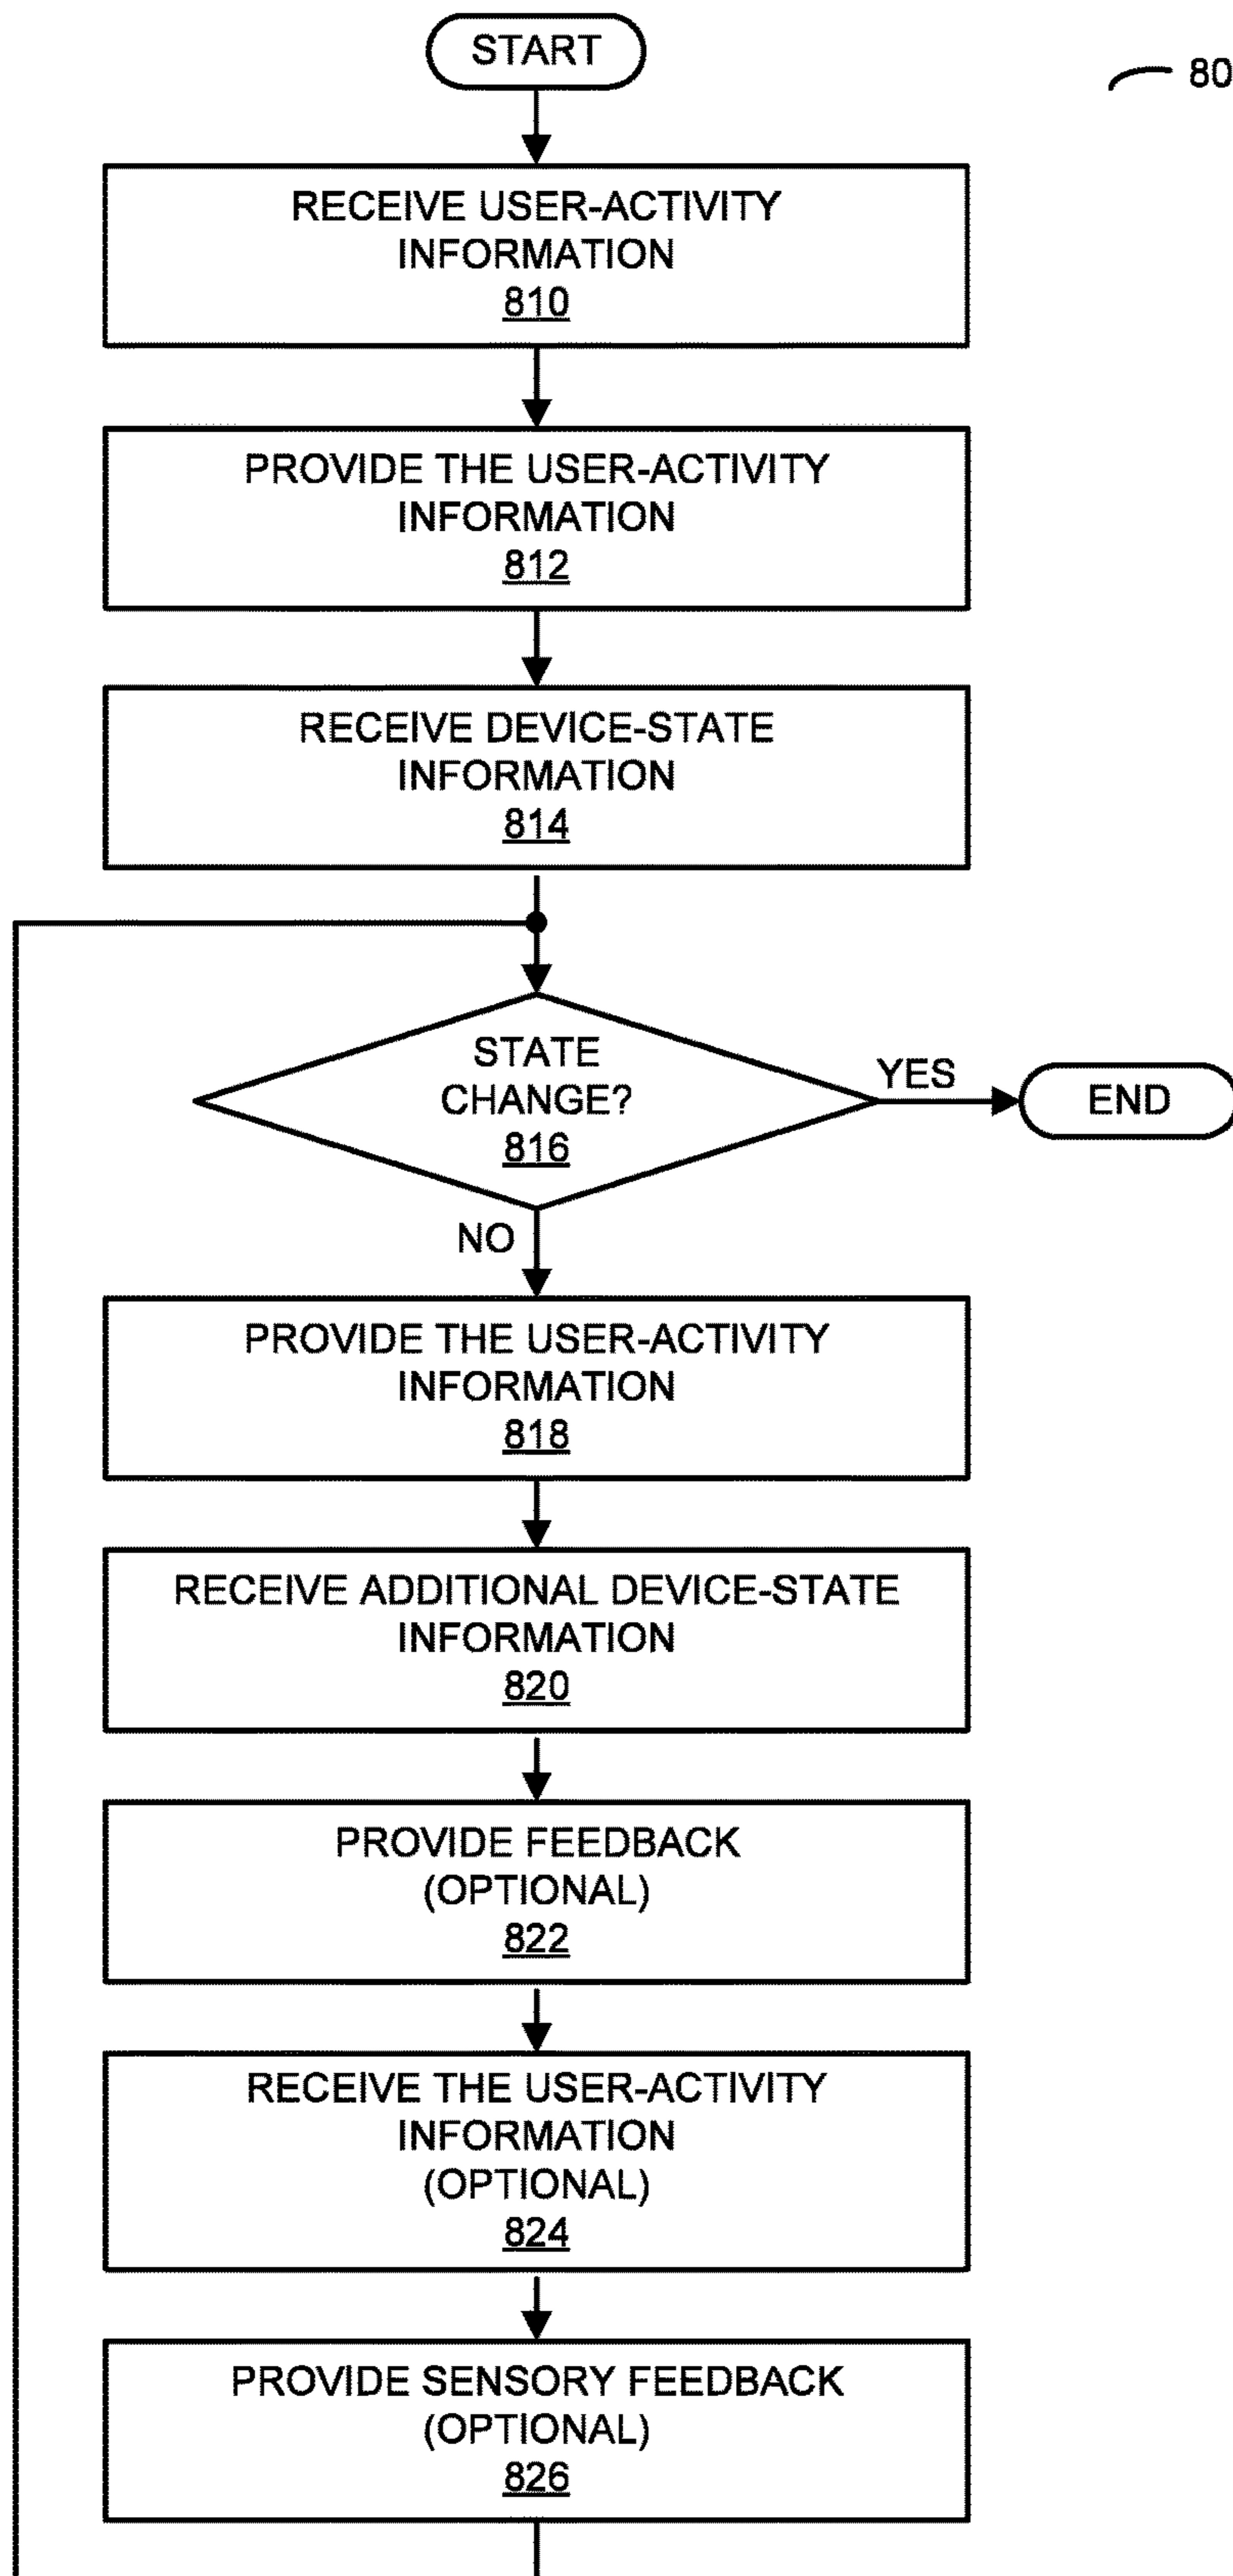 START
80
RECEIVE USER-ACTIVITY
INFORMATION
810
PROVIDE THE USER-ACTIVITY
INFORMATION
812
RECEIVE DEVICE-STATE
INFORMATION
814
STATE
CHANGE?
816
YES
END
NO
PROVIDE THE USER-ACTIVITY
INFORMATION
818
RECEIVE ADDITIONAL DEVICE-STATE
INFORMATION
820
PROVIDE FEEDBACK
(OPTIONAL)
822
RECEIVE THE USER-ACTIVITY
INFORMATION
(OPTIONAL)
824
PROVIDE SENSORY FEEDBACK
(OPTIONAL)
826